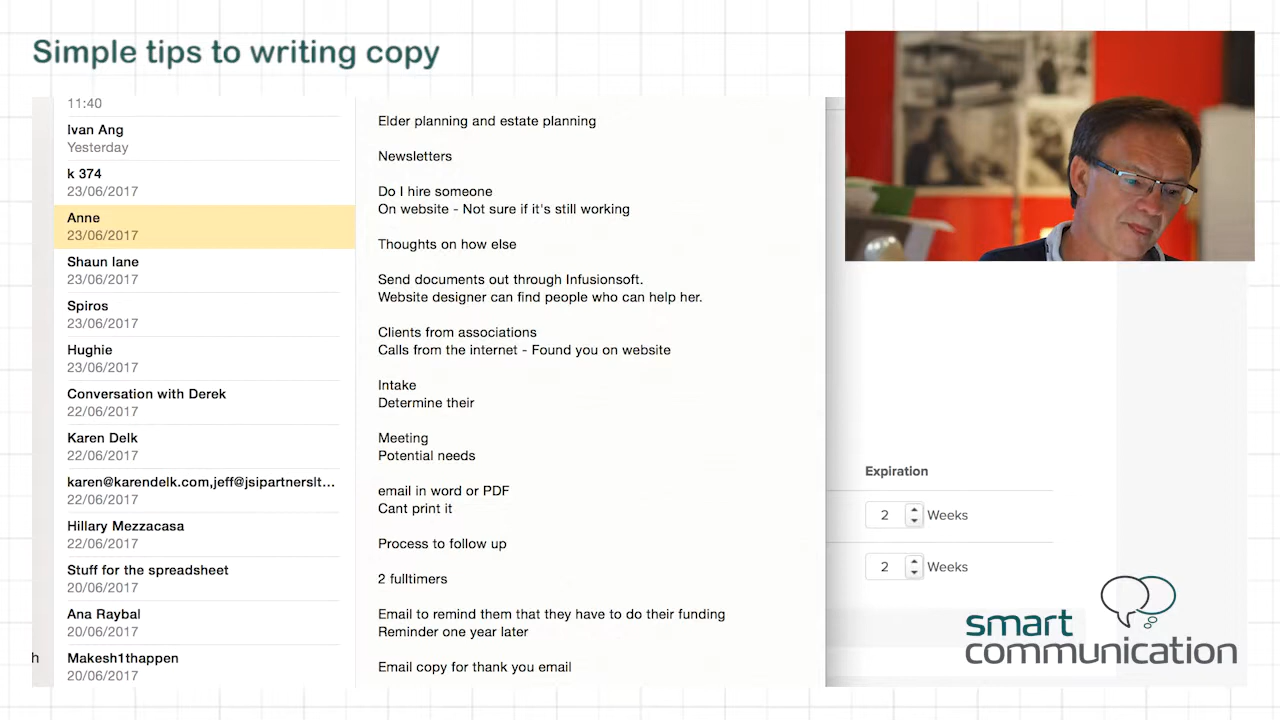 Simple tips to writing copy
11:40
Ivan Ang
Yesterday
k 374
23/06/2017
Anne
23/06/2017
Shaun lane
23/06/2017
Spiros
23/06/2017
Hughie
23/06/2017
Conversation with Derek
22/06/2017
Karen Delk
22/06/2017
karen@karendelk.com,jeff@jsipartnerslt...
22/06/2017
Hillary Mezzacasa
22/06/2017
Stuff for the spreadsheet
20/06/2017
Ana Raybal
20/06/2017
h
Makesh1thappen
20/06/2017
Elder planning and estate planning
Newsletters
Do I hire someone
On website - Not sure if it's still working
Thoughts on how else
Send documents out through Infusionsoft.
Website designer can find people who can help her.
Clients from associations
Calls from the internet - Found you on website
Intake
Determine their
Meeting
Potential needs
email in word or PDF
Cant print it
Process to follow up
2 fulltimers
Email to remind them that they have to do their funding
Reminder one year later
Email copy for thank you email
Expiration
2 Weeks
2 Weeks
smart
communication